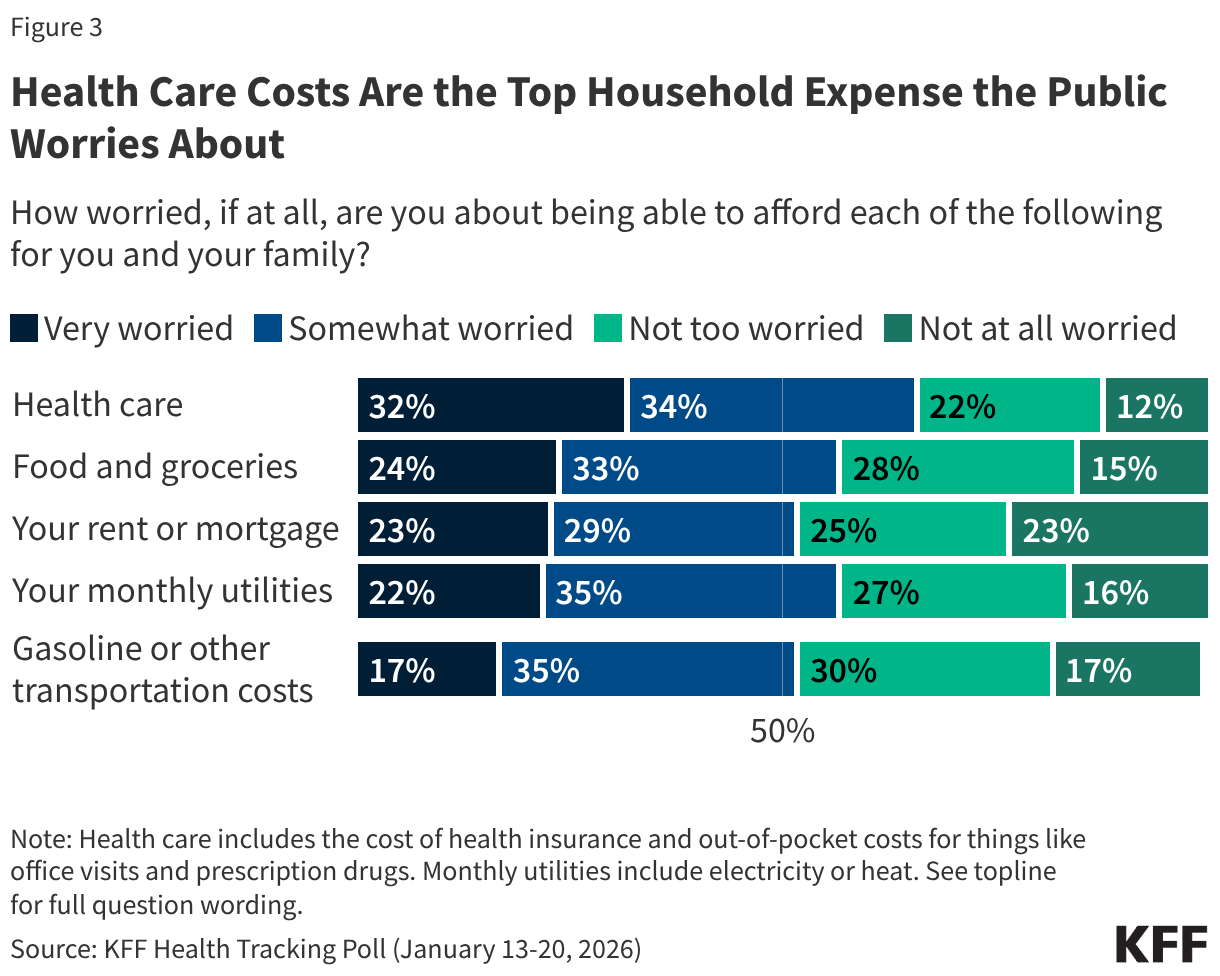 Figure 3
Health Care Costs Are the Top Household Expense the Public
Worries About
How worried, if at all, are you about being able to afford each of the following
for you and your family?
Very worried Somewhat worried Not too worried Not at all worried
Health care 32% 34% 22% 12%
Food and groceries 24% 33% 28% 15%
Your rent or mortgage 23% 29% 25% 23%
Your monthly utilities 22% 35% 27% 16%
Gasoline or other
transportation costs 17% 35% 30% 17%
50%
Note: Health care includes the cost of health insurance and out-of-pocket costs for things like
office visits and prescription drugs. Monthly utilities include electricity or heat. See topline
for full question wording.
Source: KFF Health Tracking Poll (January 13-20, 2026)
KFF